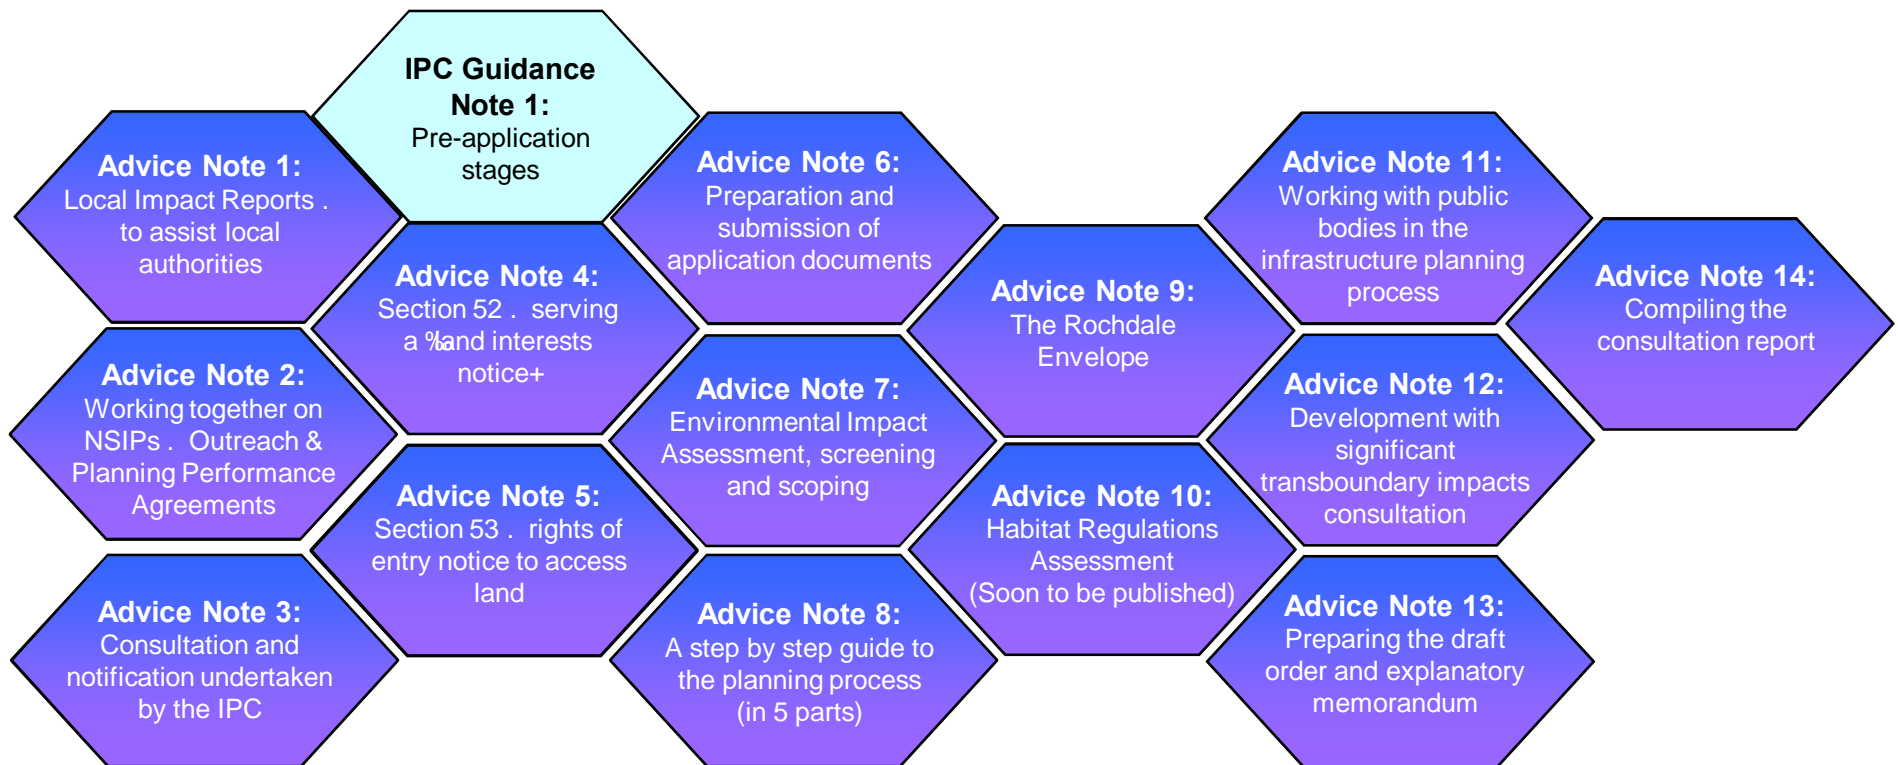 IPC Guidance
Note 1:
Pre-application
stages
Advice Note 1:
Local Impact Reports .
to assist local
authorities
Advice Note 2:
Working together on
NSIPs . Outreach &
Planning Performance
Agreements
Advice Note 3:
Consultation and
notification undertaken
by the IPC
Advice Note 4:
Section 52 . serving
a %land interests
notice+
Advice Note 5:
Section 53 . rights of
entry notice to access
land
Advice Note 6:
Preparation and
submission of
application documents
Advice Note 7:
Environmental Impact
Assessment, screening
and scoping
Advice Note 8:
A step by step guide to
the planning process
(in 5 parts)
Advice Note 9:
The Rochdale
Envelope
Advice Note 10:
Habitat Regulations
Assessment
(Soon to be published)
Advice Note 11:
Working with public
bodies in the
infrastructure planning
process
Advice Note 12:
Development with
significant
transboundary impacts
consultation
Advice Note 13:
Preparing the draft
order and explanatory
memorandum
Advice Note 14:
Compiling the
consultation report